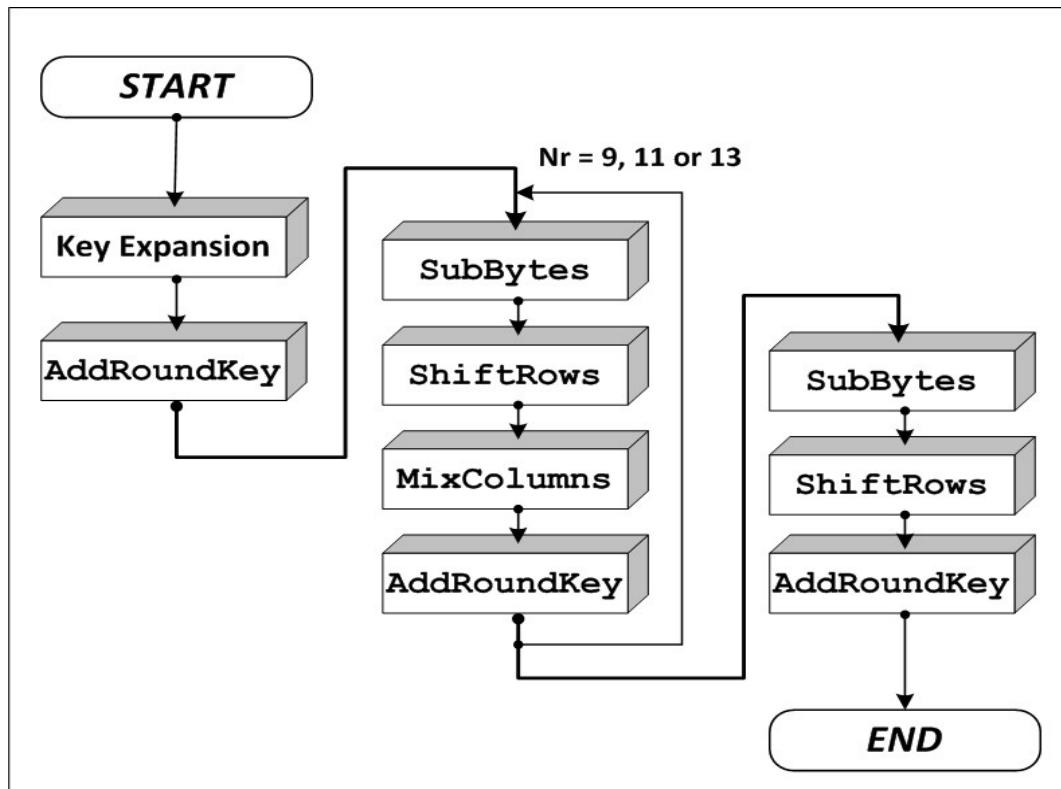 START
Key Expansion
AddRoundKey
Nr = 9, 11 or 13
SubBytes
ShiftRows
MixColumns
AddRoundKey
SubBytes
ShiftRows
AddRoundKey
END